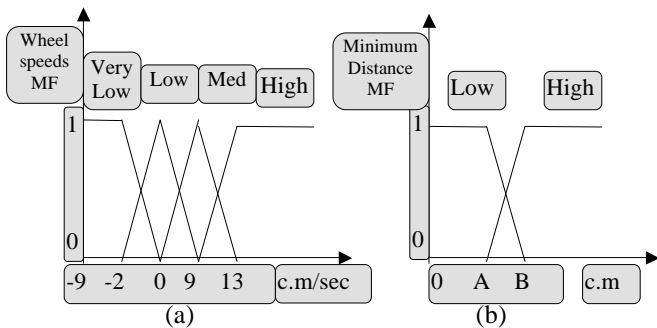 Wheel
speeds
MF
Very
Low
Low
Med
High
1
0
-9 -2 0 9 13 c.m/sec
(a)
Minimum
Distance
MF
Low
High
1
0
0 A B c.m
(b)